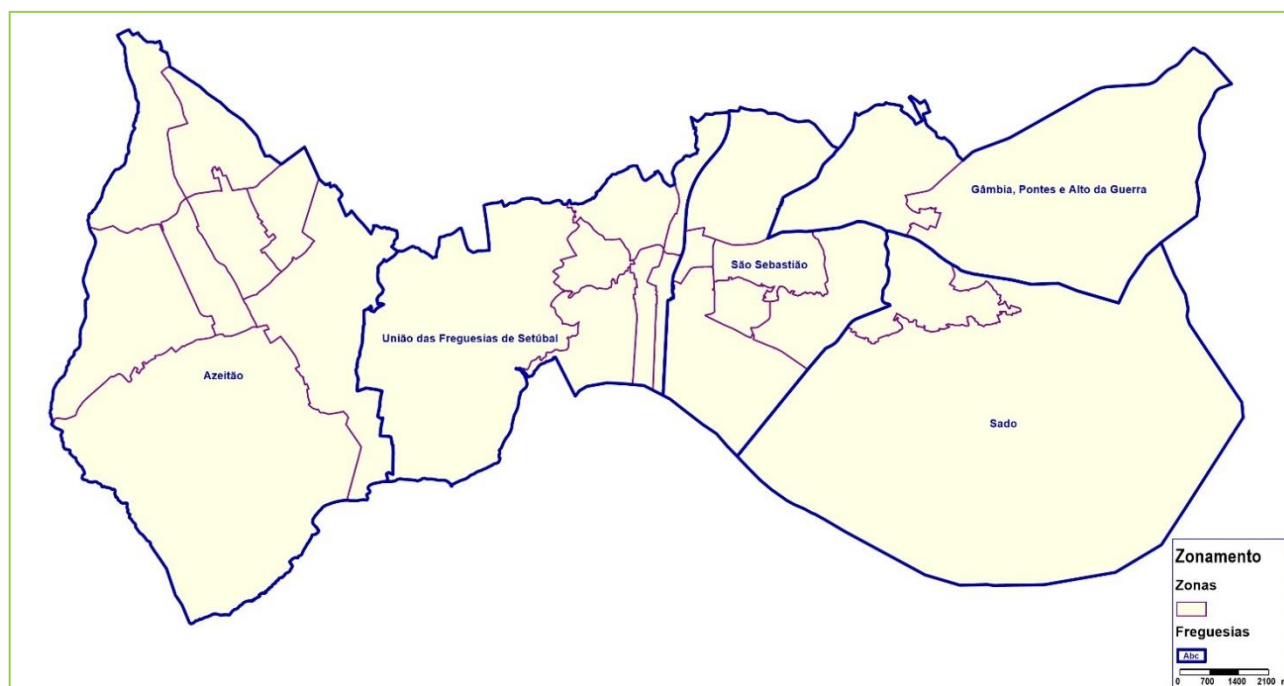 Gâmbia, Pontes e Alto da Guerra
São Sebastião
União das Freguesias de Setúbal
Azeitão
Sado
Zonamento
Zonas
Freguesias
Abc
0 700 1400 2100 m